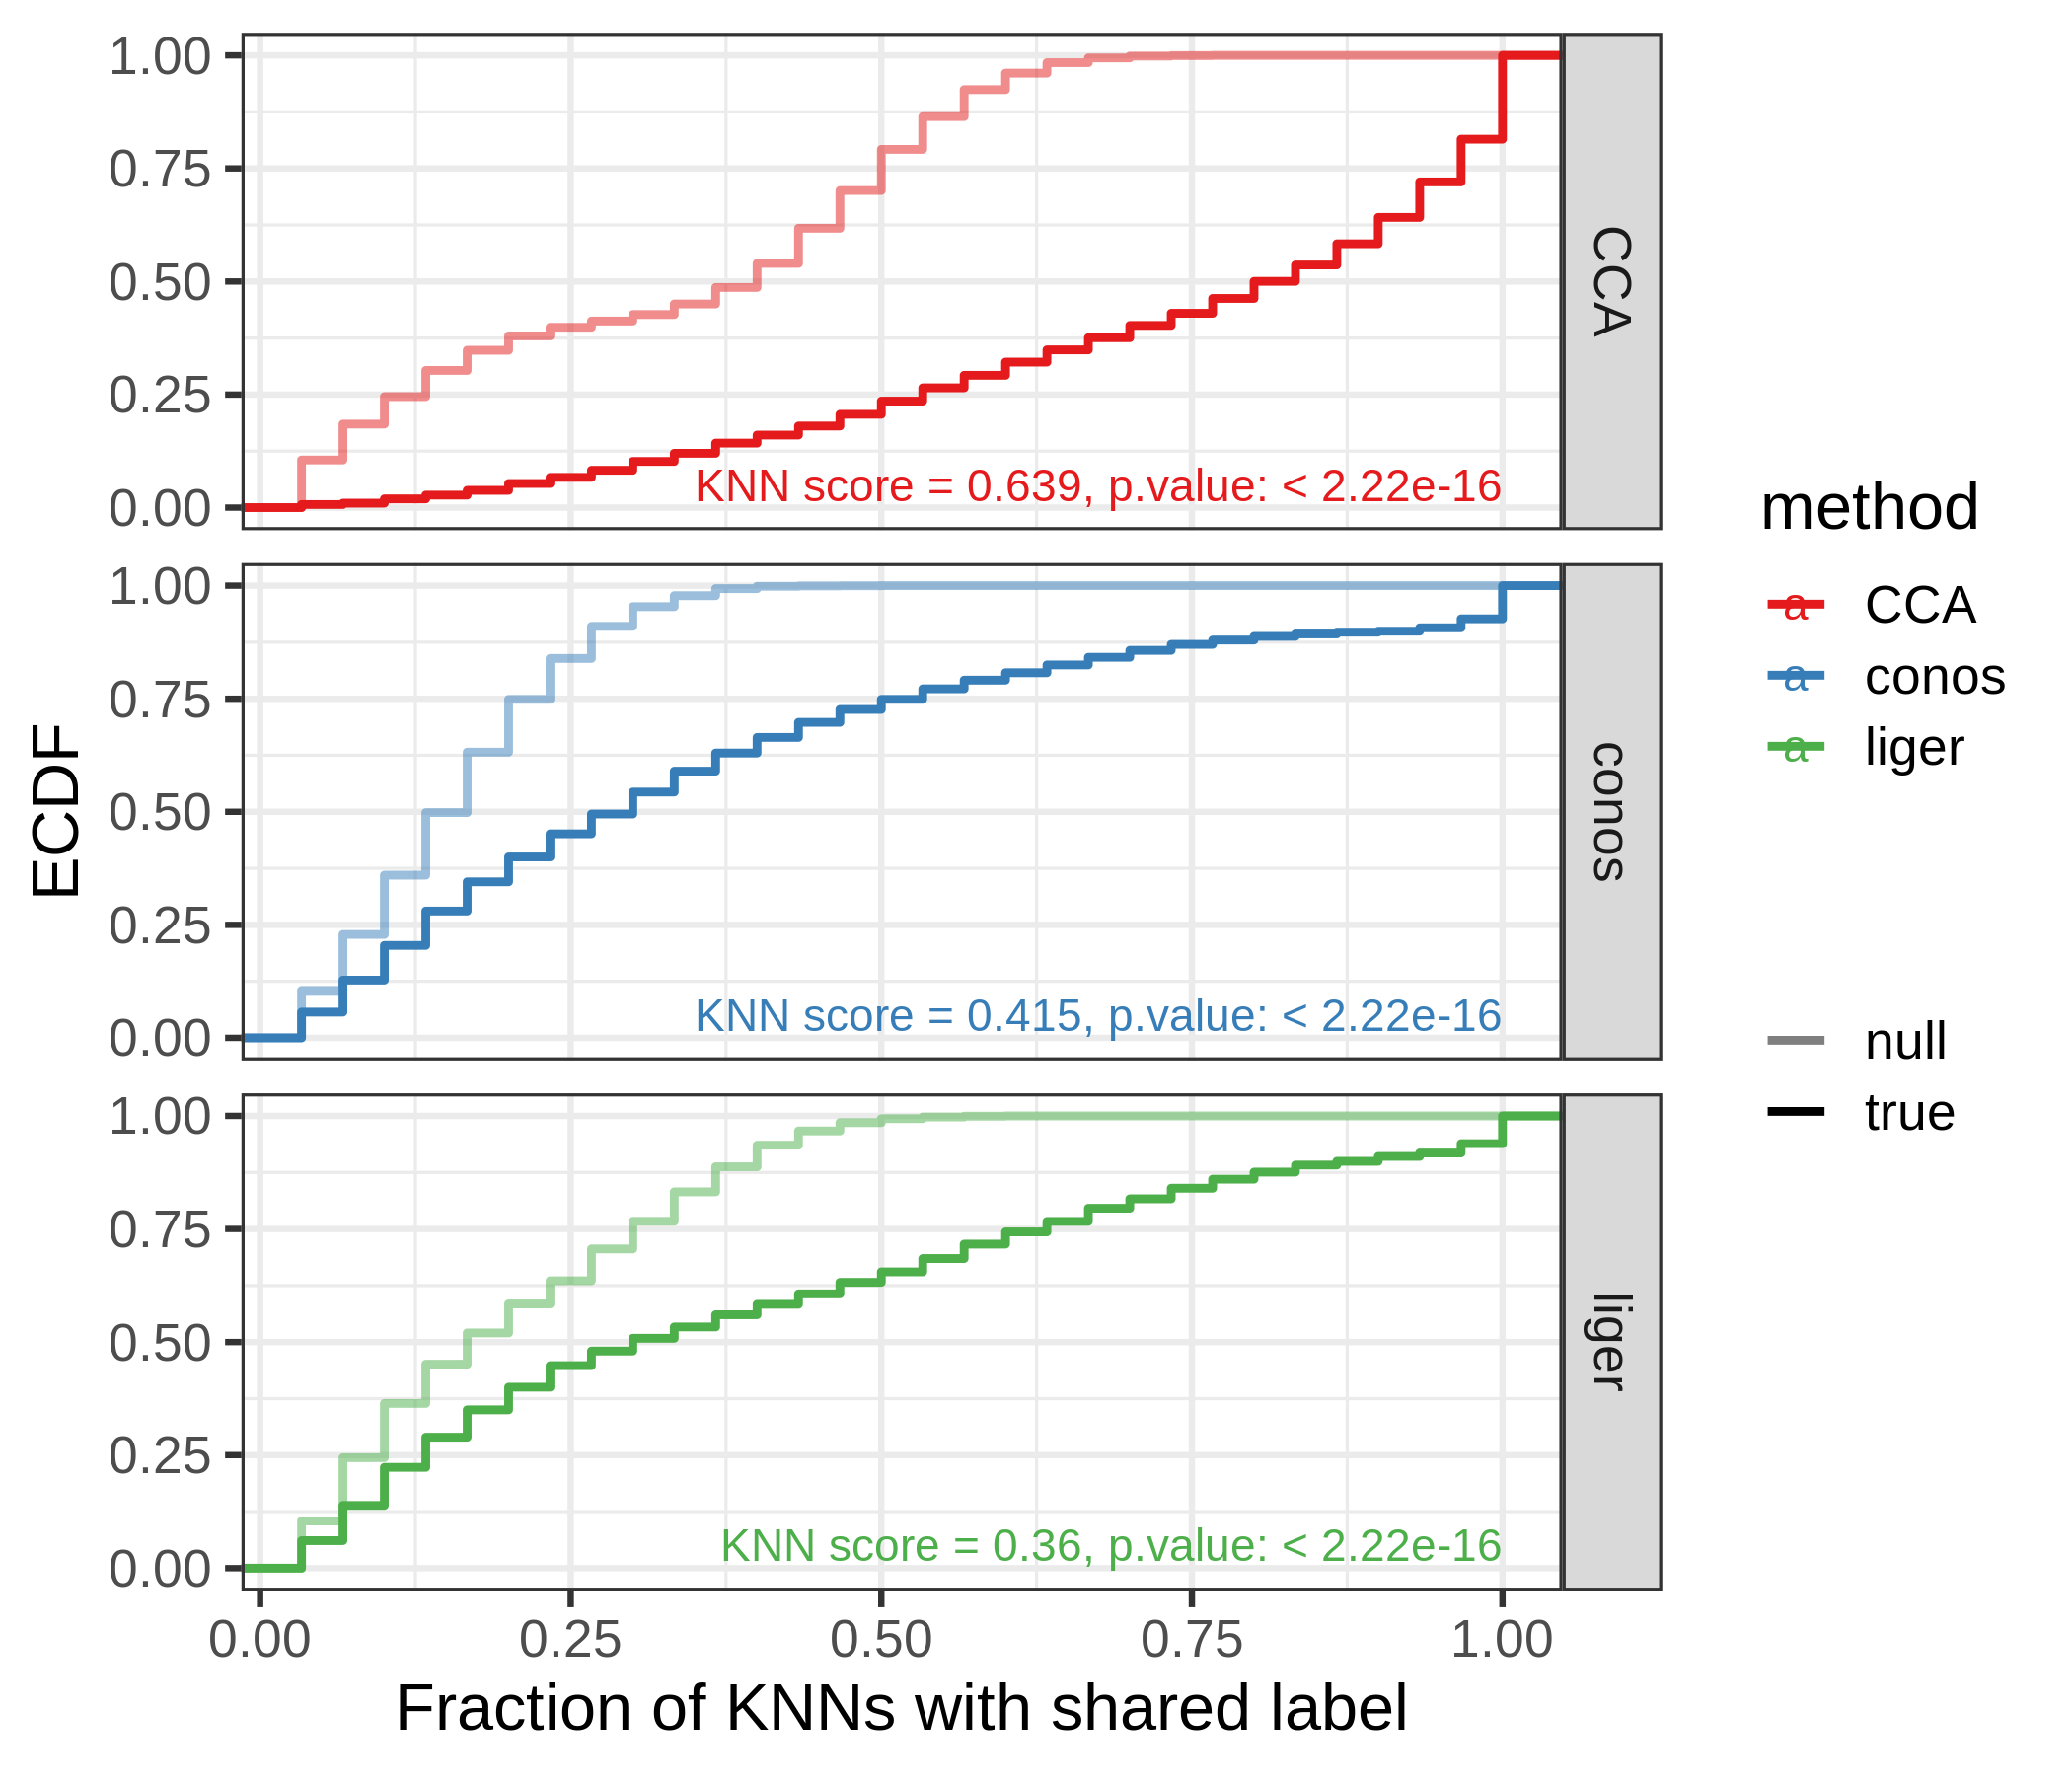 1.00
0.75
0.50
0.25
0.00
KNN score = 0.639, p.value: < 2.22e-16
CCA
1.00
0.75
0.50
0.25
0.00
KNN score = 0.415, p.value: < 2.22e-16
conos
1.00
0.75
0.50
0.25
0.00
KNN score = 0.36, p.value: < 2.22e-16
liger
0.00 0.25 0.50 0.75 1.00
Fraction of KNNs with shared label
ECDF
method
a CCA
a conos
a liger
null
true